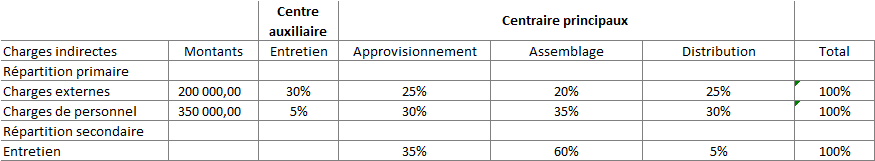 Centre auxiliaire Centraire principaux
Charges indirectes Montants Entretien Approvisionnement Assemblage Distribution Total
Répartition primaire
Charges externes 200 000,00 30% 25% 20% 25% 100%
Charges de personnel 350 000,00 5% 30% 35% 30% 100%
Répartition secondaire
Entretien 35% 60% 5% 100%